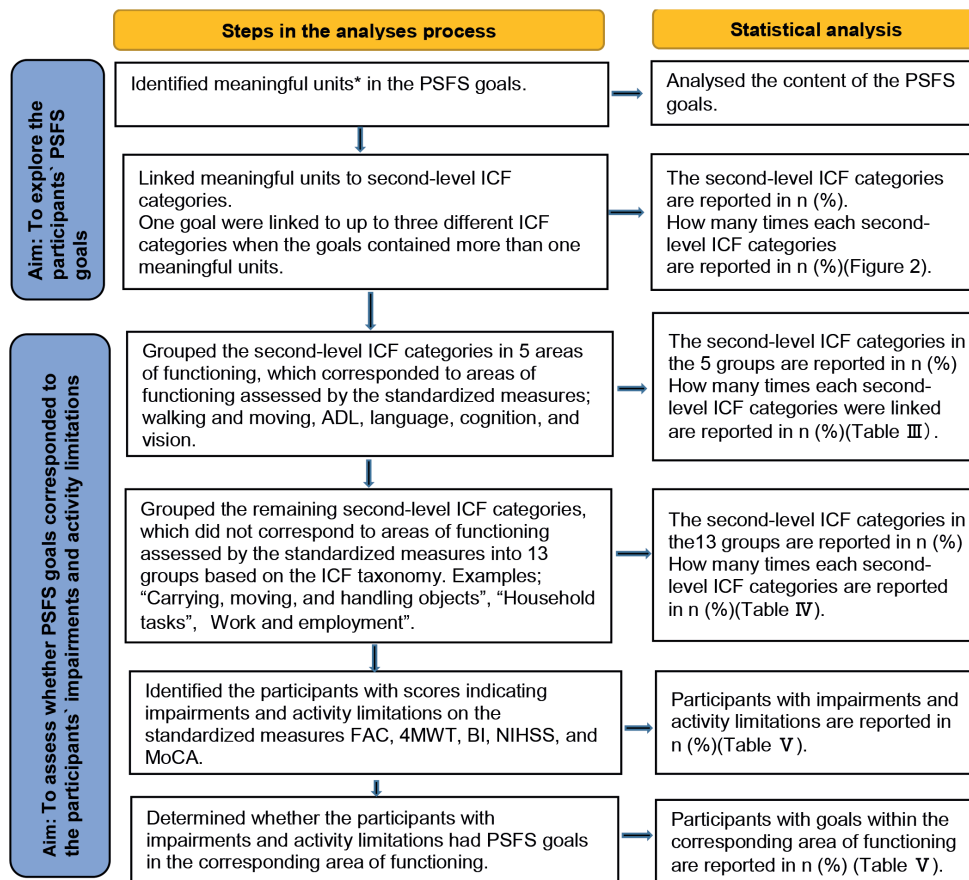 Steps in the analyses process
Statistical analysis
Aim: To explore the
participants` PSFS
goals
Identified meaningful units* in the PSFS goals.
Analysed the content of the PSFS
goals.
Linked meaningful units to second-level ICF
categories.
One goal were linked to up to three different ICF
categories when the goals contained more than one
meaningful units.
The second-level ICF categories
are reported in n (%).
How many times each second-
level ICF categories
are reported in n (%)(Figure 2).
Aim: To assess whether PSFS goals corresponded to
the participants` impairments and activity limitations
Grouped the second-level ICF categories in 5 areas
of functioning, which corresponded to areas of
functioning assessed by the standardized measures;
walking and moving, ADL, language, cognition, and
vision.
The second-level ICF categories in
the 5 groups are reported in n (%)
How many times each second-
level ICF categories were linked
are reported in n (%)(Table Ⅲ).
Grouped the remaining second-level ICF categories,
which did not correspond to areas of functioning
assessed by the standardized measures into 13
groups based on the ICF taxonomy. Examples;
“Carrying, moving, and handling objects”, “Household
tasks”, Work and employment”.
The second-level ICF categories in
the13 groups are reported in n (%)
How many times each second-
level ICF categories are reported
in n (%)(Table Ⅳ).
Identified the participants with scores indicating
impairments and activity limitations on the
standardized measures FAC, 4MWT, BI, NIHSS, and
MoCA.
Participants with impairments and
activity limitations are reported in
n (%)(Table Ⅴ).
Determined whether the participants with
impairments and activity limitations had PSFS goals
in the corresponding area of functioning.
Participants with goals within the
corresponding area of functioning
are reported in n (%) (Table Ⅴ).